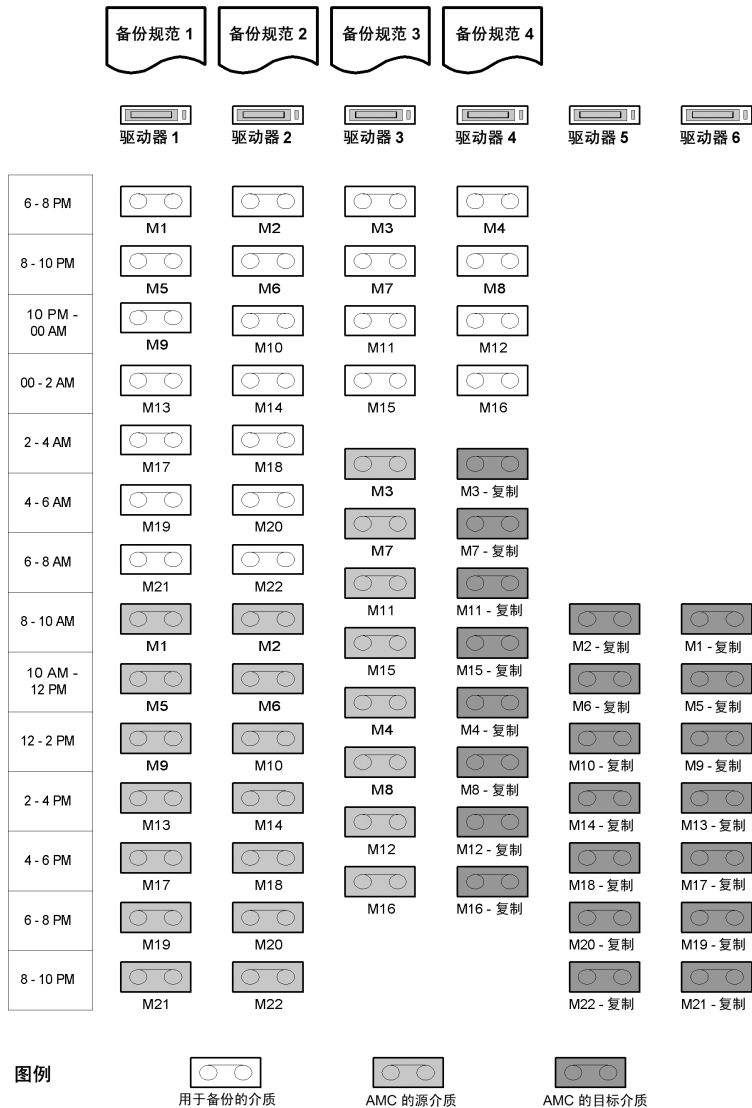 备份规范 1 备份规范 2 备份规范 3 备份规范 4
驱动器 1 驱动器 2 驱动器 3 驱动器 4 驱动器 5 驱动器 6
6 - 8 PM
M1 M2 M3 M4
8 - 10 PM
M5 M6 M7 M8
10 PM -
00 AM
M9 M10 M11 M12
00 - 2 AM
M13 M14 M15 M16
2 - 4 AM
M17 M18
M3 M3 - 复制
4 - 6 AM
M19 M20
M7 M7 - 复制
6 - 8 AM
M21 M22
M11 M11 - 复制
8 - 10 AM
M1 M2 M2 - 复制 M1 - 复制
M15 M15 - 复制
10 AM -
12 PM
M5 M6 M6 - 复制 M5 - 复制
M4 M4 - 复制
12 - 2 PM
M9 M10 M10 - 复制 M9 - 复制
M8 M8 - 复制
2 - 4 PM
M13 M14 M14 - 复制 M13 - 复制
M12 M12 - 复制
4 - 6 PM
M17 M18 M18 - 复制 M17 - 复制
M16 M16 - 复制
6 - 8 PM
M19 M20 M20 - 复制 M19 - 复制
8 - 10 PM
M21 M22 M22 - 复制 M21 - 复制
图例
用于备份的介质 AMC 的源介质 AMC 的目标介质